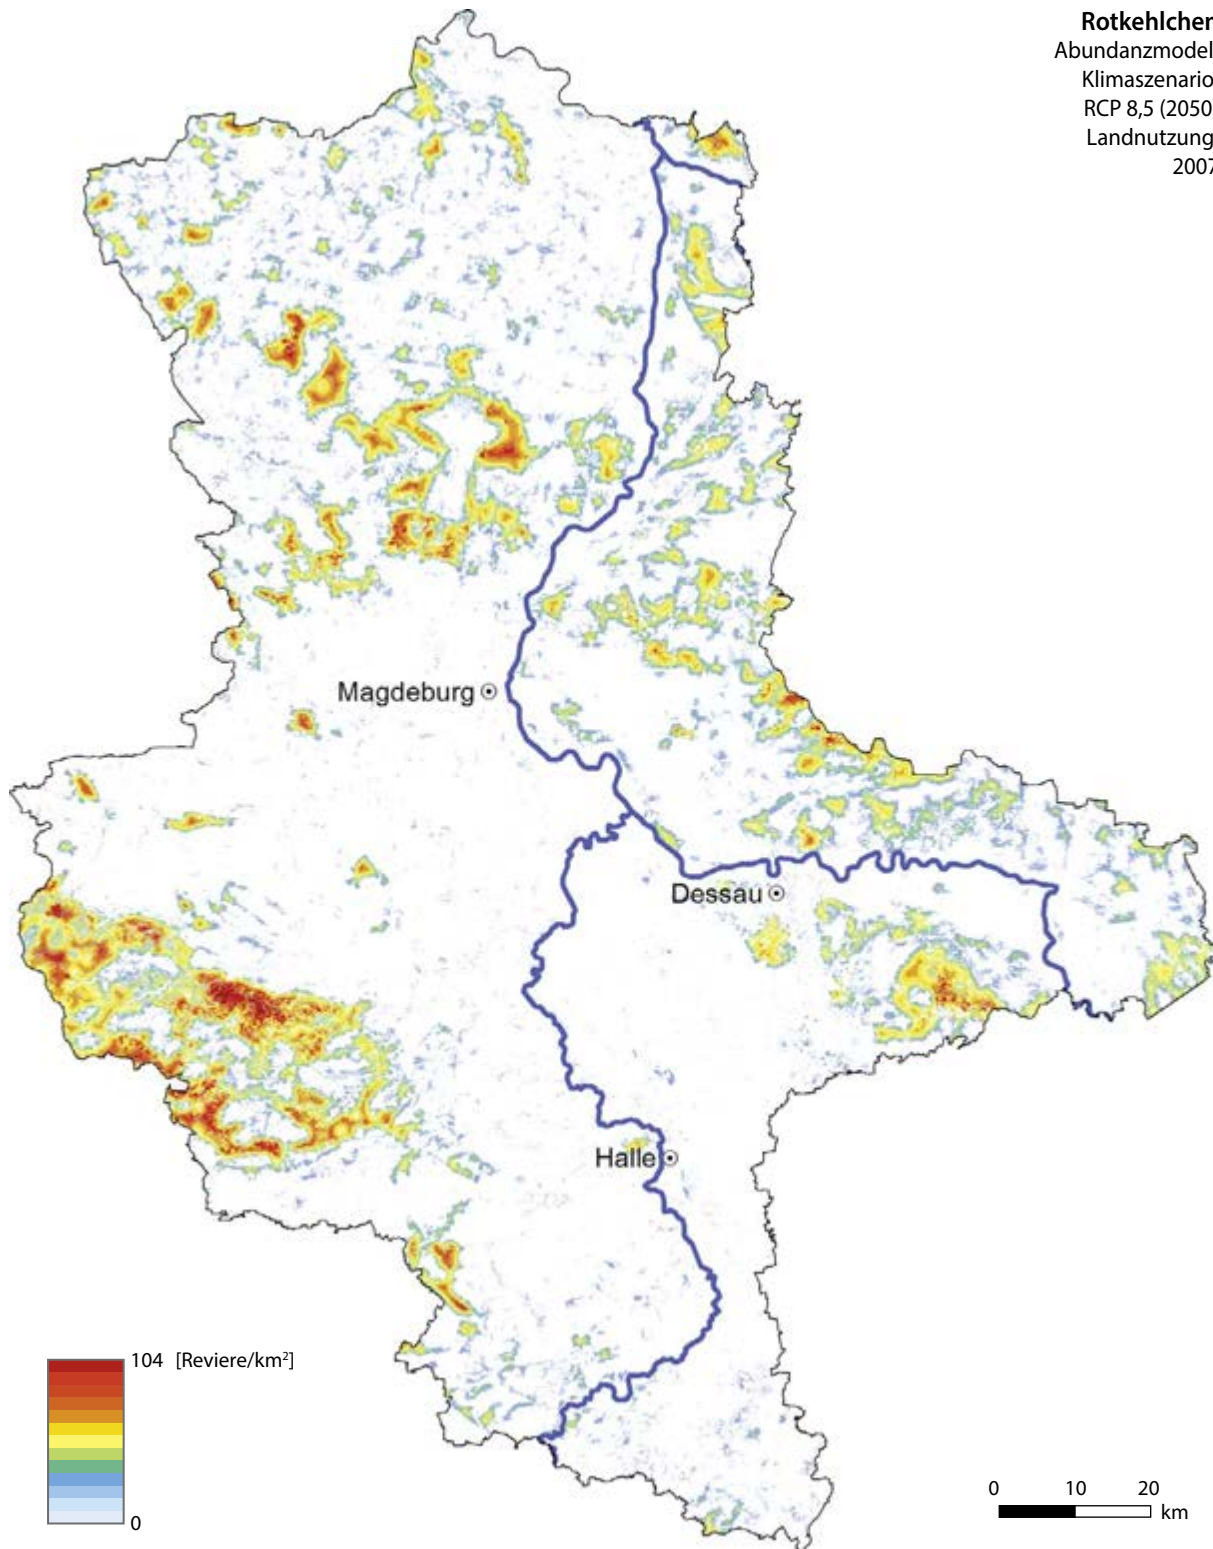 Rotkehlchen
Abundanzmodell
Klimaszenario
RCP 8,5 (2050
Landnutzung
2007
Magdeburg
Dessau
Halle
104 [Reviere/km²]
0
0 10 20
km